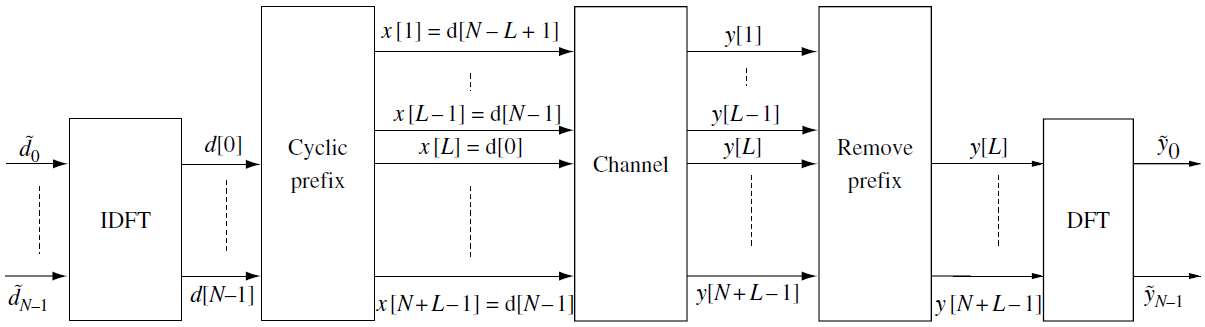 x[1] = d[N – L + 1]
y[1]
x[L – 1] = d[N – 1]
y[L – 1]
d̃0
d[0]
Cyclic
prefix
x[L] = d[0]
Channel
y[L]
Remove
prefix
y[L]
ỹ0
IDFT
DFT
d̃N–1
d[N–1]
x[N+L–1] = d[N–1]
y[N+L–1]
y[N+L–1]
ỹN–1